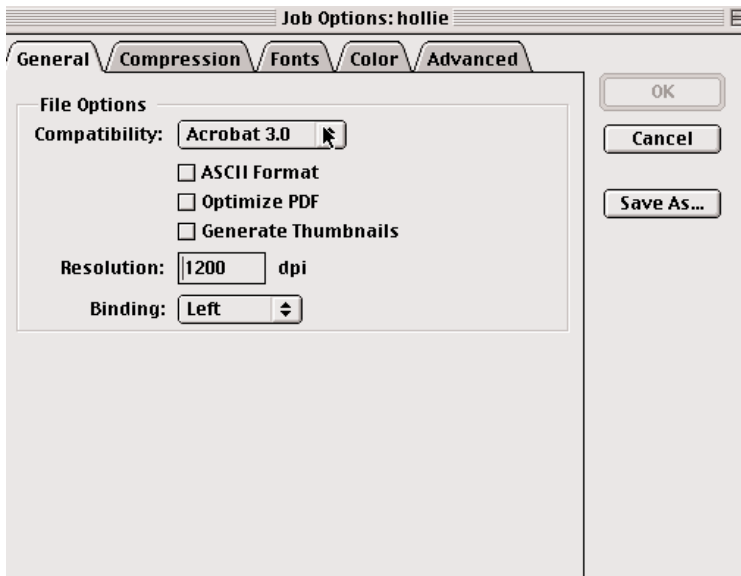 Job Options: hollie
General Compression Fonts Color Advanced
File Options
Compatibility: Acrobat 3.0
ASCII Format
Optimize PDF
Generate Thumbnails
Resolution: 1200 dpi
Binding: Left
OK
Cancel
Save As...